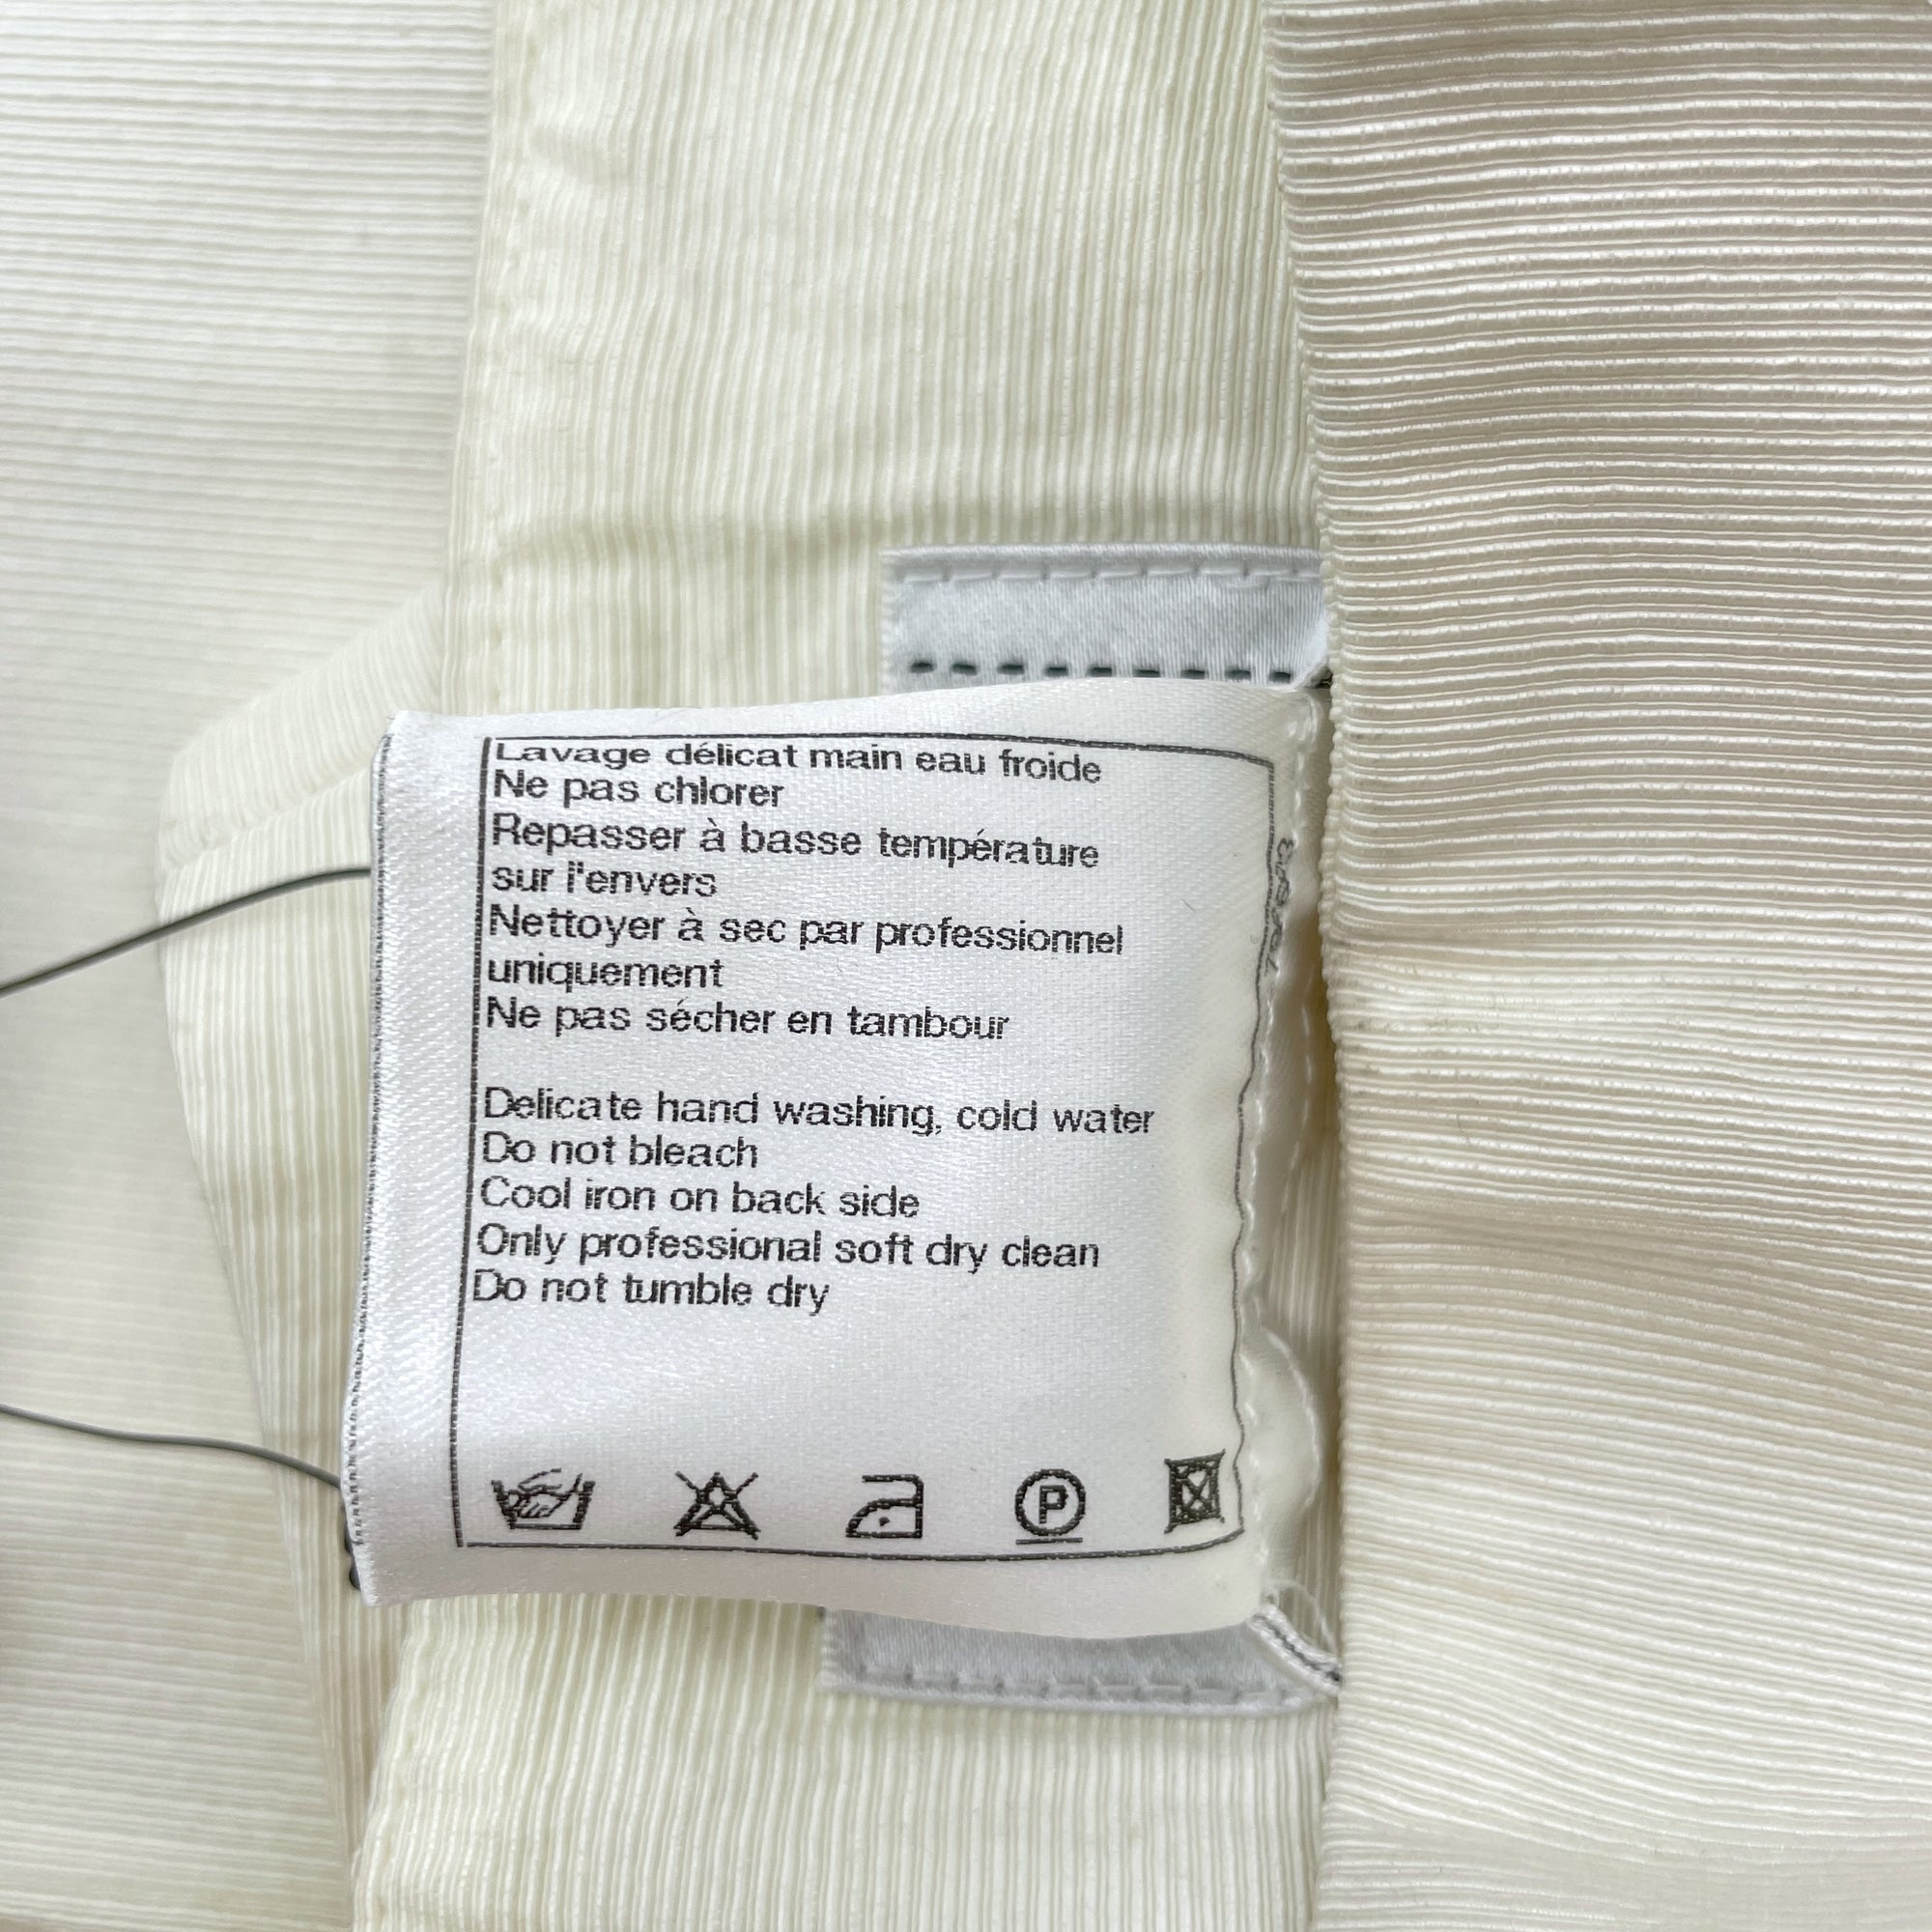 Lavage délicat main eau froide
Ne pas chlorer
Repasser à basse température
sur l'envers
Nettoyer à sec par professionnel
uniquement
Ne pas sécher en tambour
Delicate hand washing, cold water
Do not bleach
Cool iron on back side
Only professional soft dry clean
Do not tumble dry
P